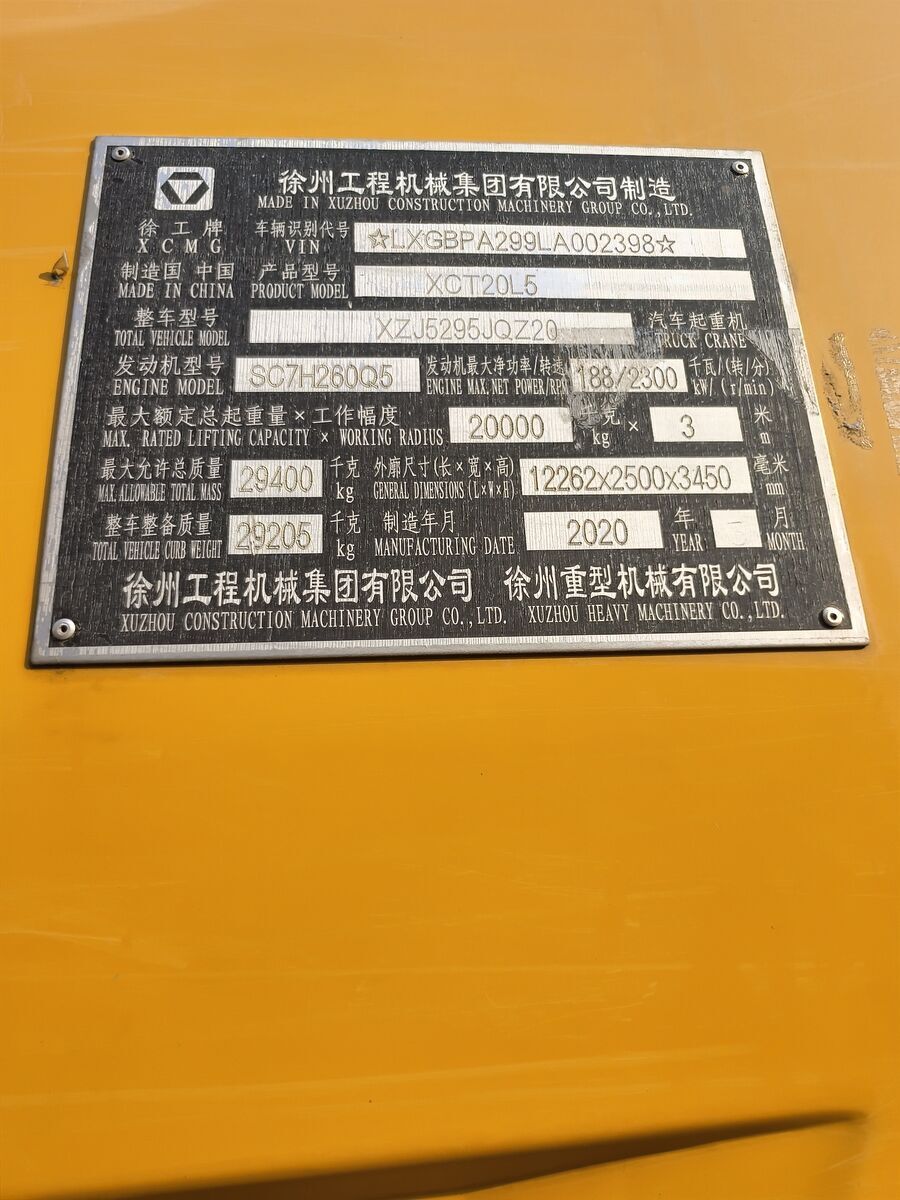 徐州工程机械集团有限公司制造
MADE IN XUZHOU CONSTRUCTION MACHINERY GROUP CO.,LTD.
徐工牌 车辆识别代号 ☆LXGBPA299LA002398☆
XCMG VIN
制造国 中国 产品型号 XCT20L5
MADE IN CHINA PRODUCT MODEL
整车型号 XZJ5295JQZ20 汽车起重机
TOTAL VEHICLE MODEL TRUCK CRANE
发动机型号 SC7H260Q5 发动机最大净功率/转速 188/2300 千瓦/(转/分)
ENGINE MODEL ENGINE MAX.NET POWER/RPS kW/(r/min)
最大额定总起重量×工作幅度 20000 千克 × 3 米
MAX. RATED LIFTING CAPACITY × WORKING RADIUS kg m
最大允许总质量 29400 千克 外廓尺寸(长×宽×高) 12262x2500x3450 毫米
MAX.ALLOWABLE TOTAL MASS kg GENERAL DIMENSIONS(L×W×H) mm
整车整备质量 29205 千克 制造年月 2020 年 月
TOTAL VEHICLE CURB WEIGHT kg MANUFACTURING DATE YEAR MONTH
徐州工程机械集团有限公司 徐州重型机械有限公司
XUZHOU CONSTRUCTION MACHINERY GROUP CO.,LTD. XUZHOU HEAVY MACHINERY CO.,LTD.